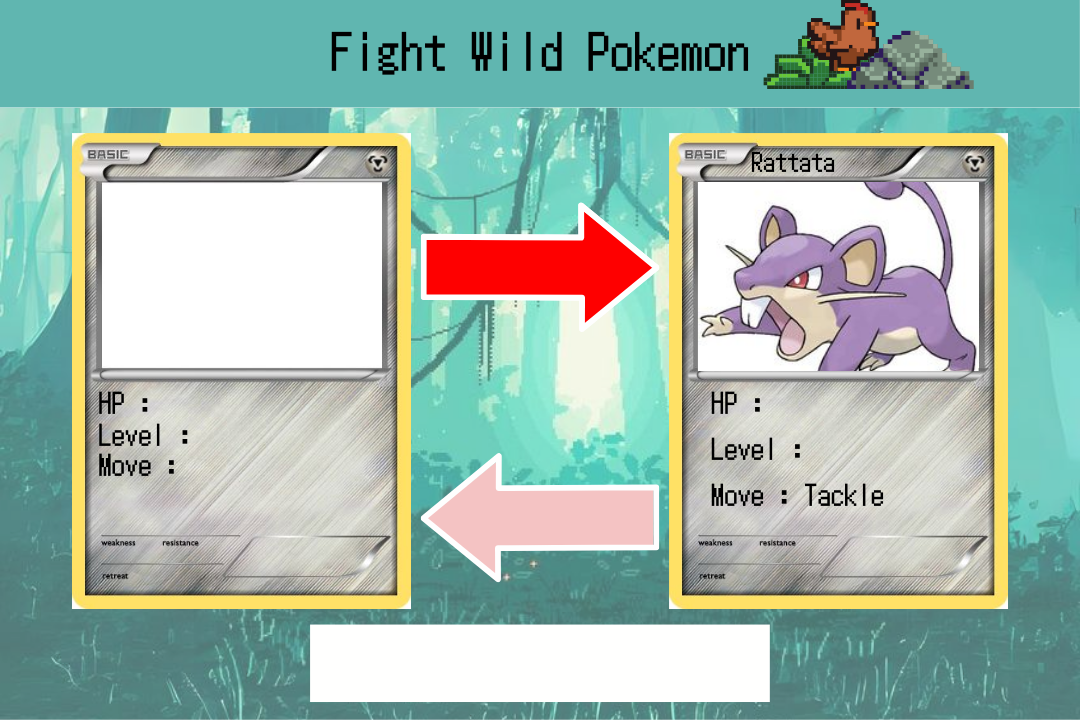 Fight Wild Pokemon
BASIC
HP :
Level :
Move :
weakness resistance
retreat
BASIC
Rattata
HP :
Level :
Move : Tackle
weakness resistance
retreat